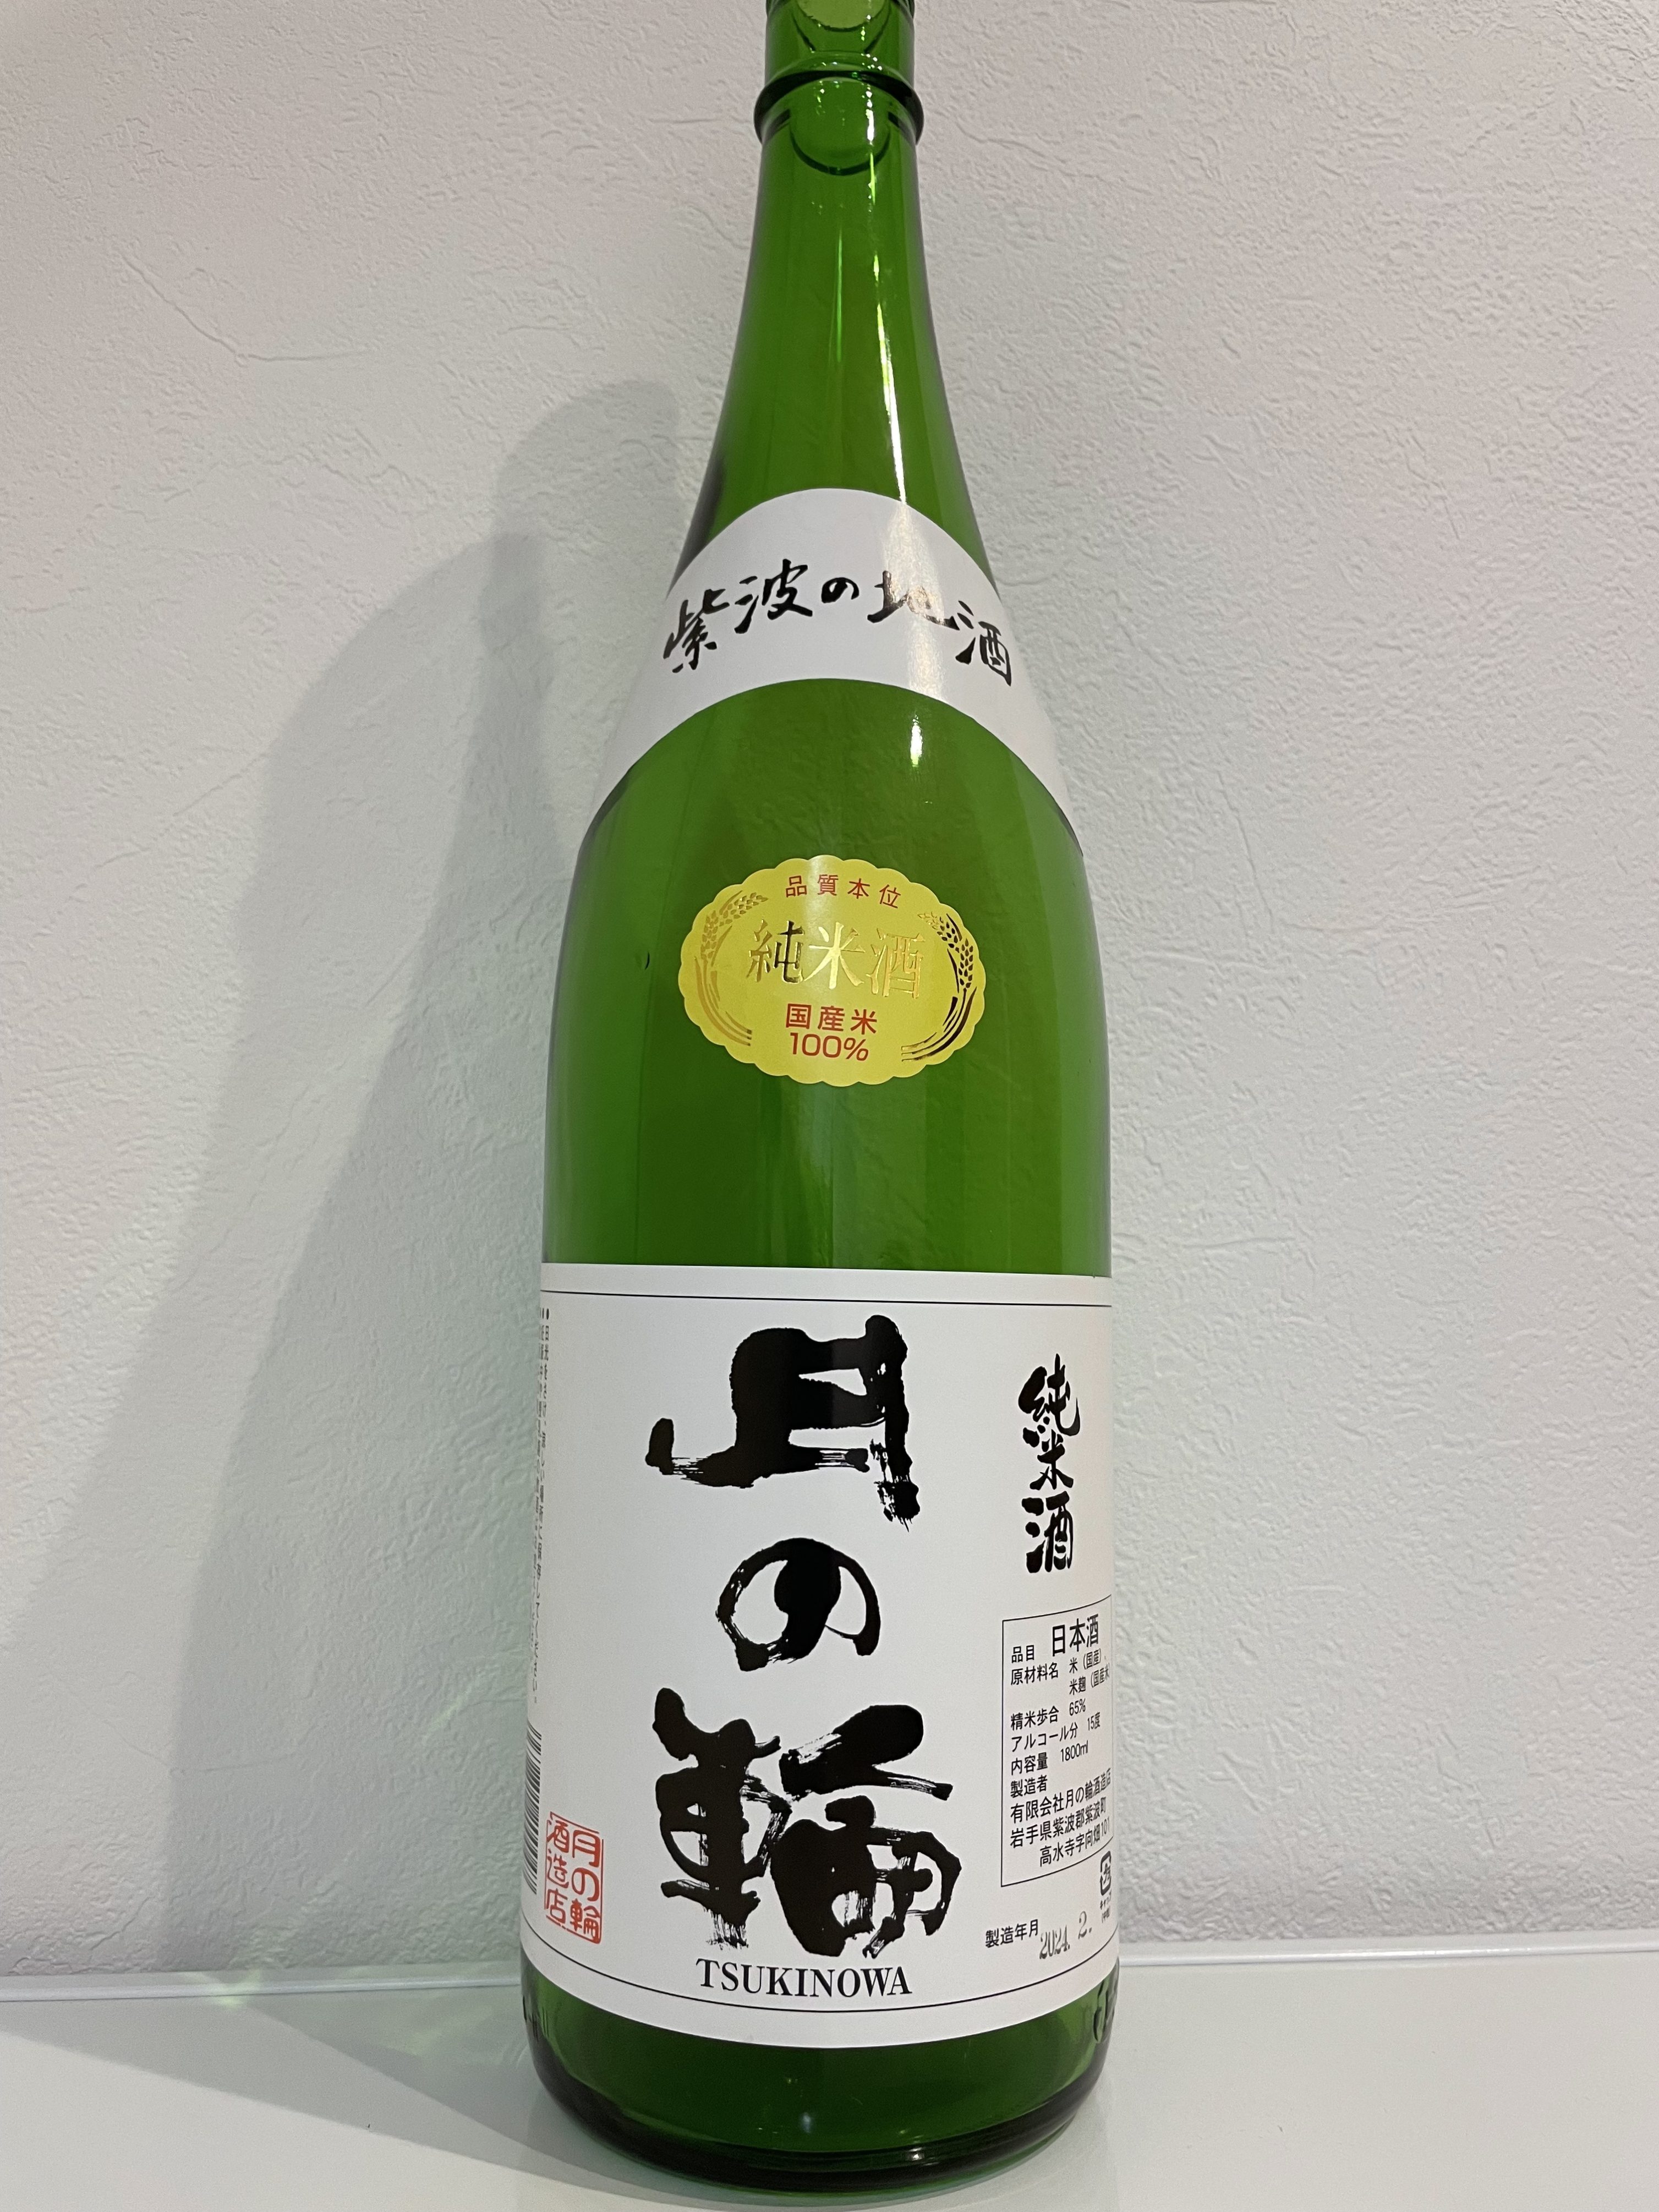 紫波の地酒
品質本位
純米酒
国産米
100%
純米酒
月の輪
TSUKINOWA
品目 日本酒
原材料名 米(国産)、
米麹(国産米
精米歩合 65%
アルコール分 15度
内容量 1800ml
製造者
有限会社月の輪酒造店
岩手県紫波郡紫波町
高水寺字向畑101
製造年月 2024. 2.
月の輪
酒造店